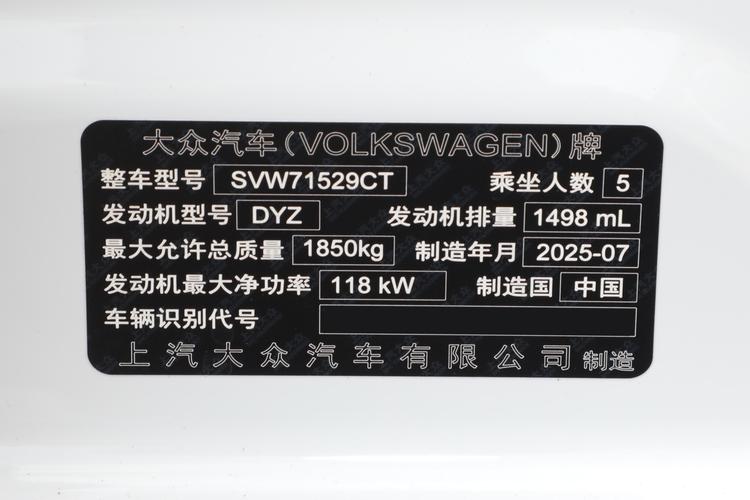 大众汽车(VOLKSWAGEN)牌
整车型号 SVW71529CT 乘坐人数 5
发动机型号 DYZ 发动机排量 1498 mL
最大允许总质量 1850kg 制造年月 2025-07
发动机最大净功率 118 kW 制造国 中国
车辆识别代号
上汽大众汽车有限公司 制造